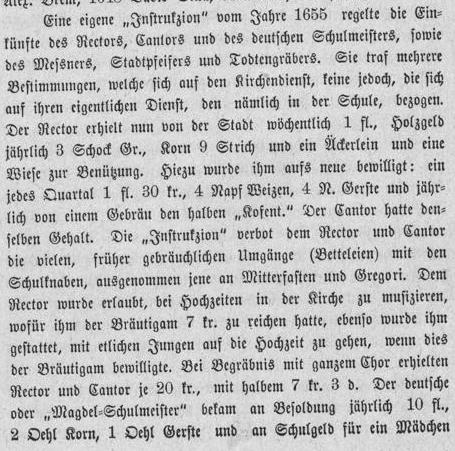 Eine eigene „Instrukzion" vom Jahre 1655 regelte die Ein-
künfte des Rectors, Cantors und des deutschen Schulmeisters, sowie
des Messners, Stadtpfeifers und Todtengräbers. Sie traf mehrere
Bestimmungen, welche sich auf den Kirchendienst, keine jedoch, die sich
auf ihren eigentlichen Dienst, den nämlich in der Schule, bezogen.
Der Rector erhielt nun von der Stadt wöchentlich 1 fl., Holzgeld
jährlich 3 Schock Gr., Korn 9 Strich und ein Äckerlein und eine
Wiese zur Benützung. Hiezu wurde ihm aufs neue bewilligt: ein
jedes Quartal 1 fl. 30 kr., 4 Napf Weizen, 4 N. Gerste und jähr-
lich von einem Gebräu den halben „Kofent." Der Cantor hatte den-
selben Gehalt. Die „Instrukzion" verbot dem Rector und Cantor
die vielen, früher gebräuchlichen Umgänge (Betteleien) mit den
Schulknaben, ausgenommen jene an Mitterfasten und Gregori. Dem
Rector wurde erlaubt, bei Hochzeiten in der Kirche zu musizieren,
wofür ihm der Bräutigam 7 kr. zu reichen hatte, ebenso wurde ihm
gestattet, mit etlichen Jungen auf die Hochzeit zu gehen, wenn dies
der Bräutigam bewilligte. Bei Begräbnis mit ganzem Chor erhielten
Rector und Cantor je 20 kr., mit halbem 7 kr. 3 d. Der deutsche
oder „Magdel-Schulmeister" bekam an Besoldung jährlich 10 fl.,
2 Oehl Korn, 1 Oehl Gerste und an Schulgeld für ein Mädchen